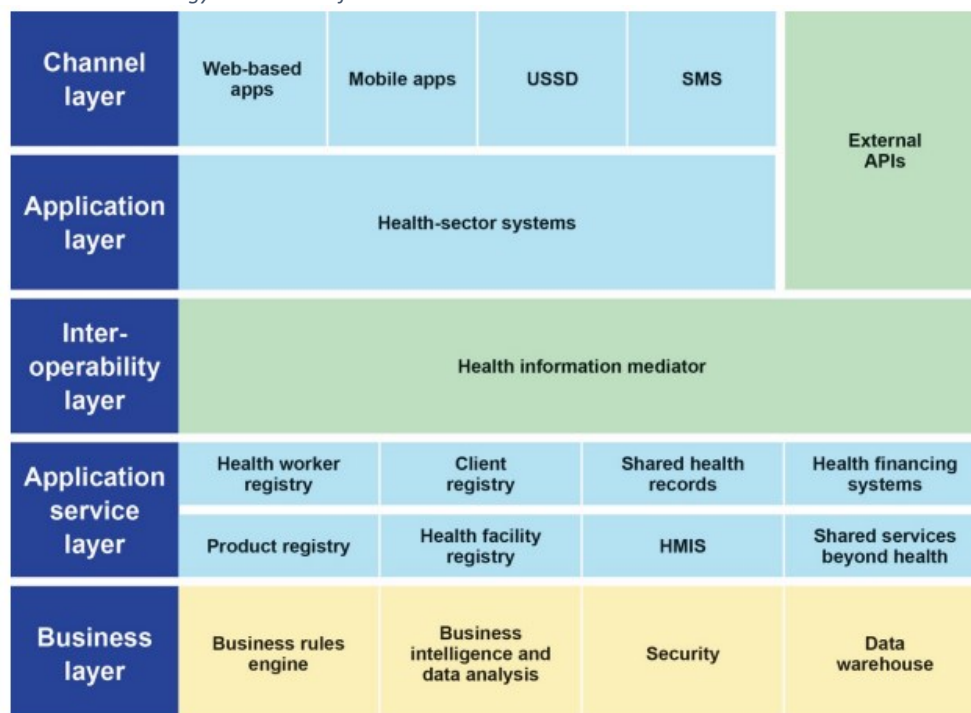 Channel
layer
Web-based
apps
Mobile apps
USSD
SMS
External
APIs
Application
layer
Health-sector systems
Inter-
operability
layer
Health information mediator
Application
service
layer
Health worker
registry
Client
registry
Shared health
records
Health financing
systems
Product registry
Health facility
registry
HMIS
Shared services
beyond health
Business
layer
Business rules
engine
Business
intelligence and
data analysis
Security
Data
warehouse